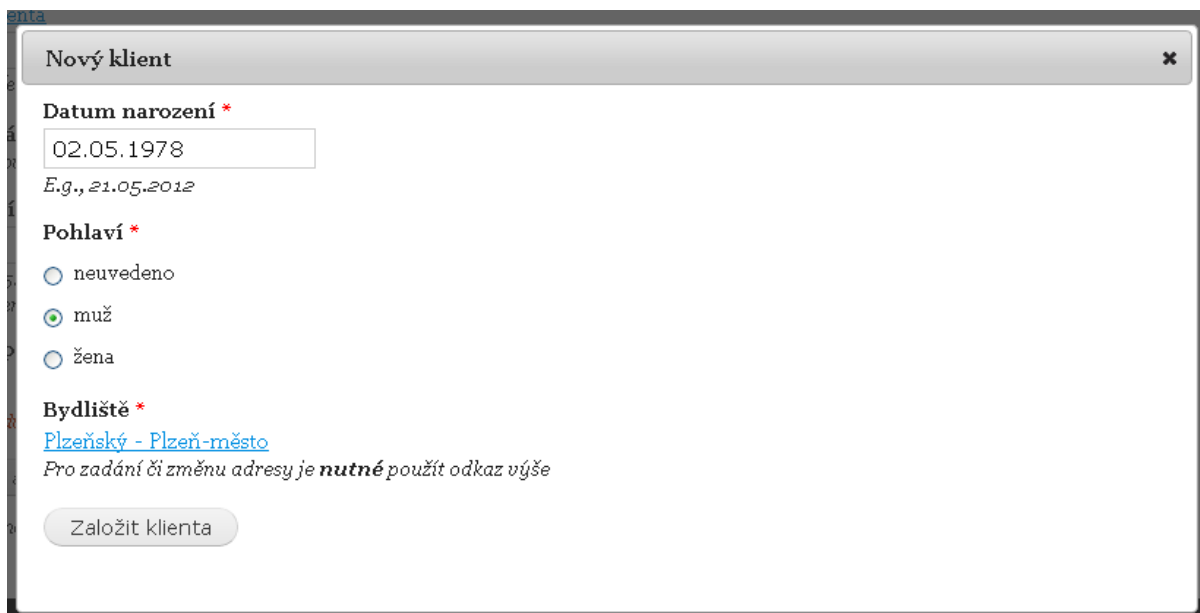 Nový klient
Datum narození *
02.05.1978
E.g., 21.05.2012
Pohlaví *
neuvedeno
muž
žena
Bydliště *
Plzeňský - Plzeň-město
Pro zadání či změnu adresy je nutné použít odkaz výše
Založit klienta